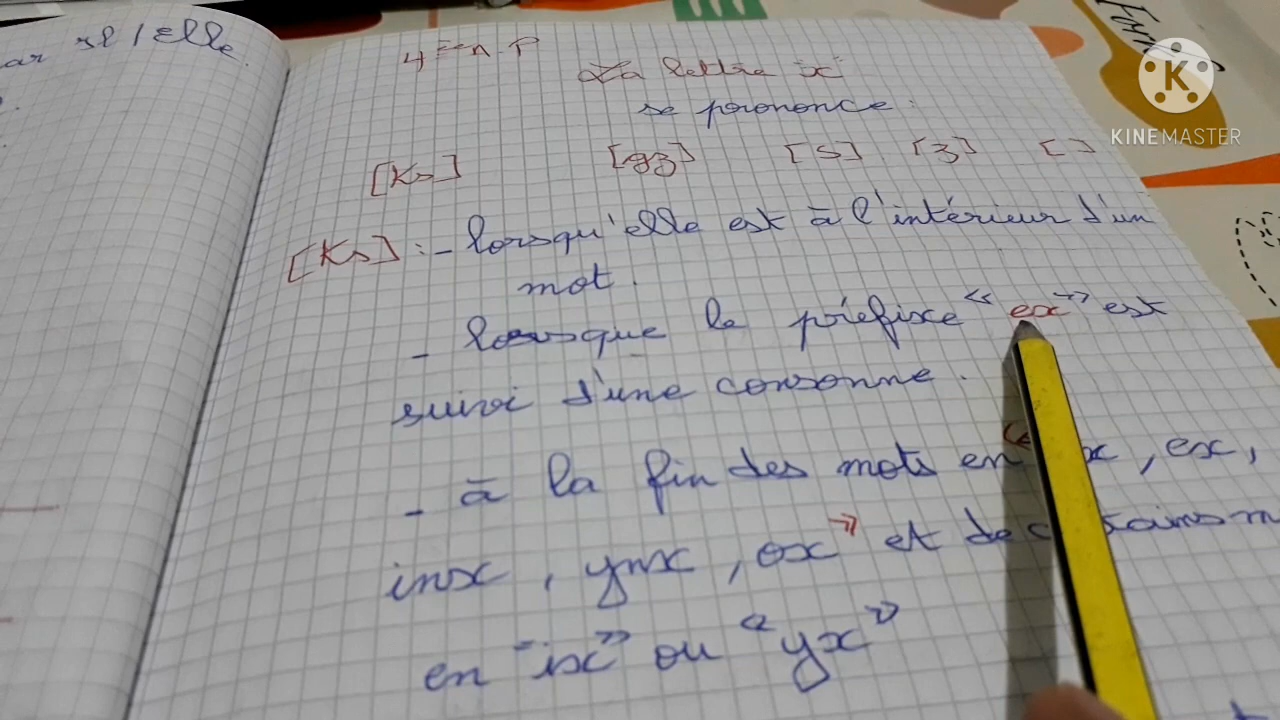 ar il/Elle
4ème A.P
La lettre x
se prononce :
[Ks] [gz] [s] [z] [ ]
[Ks] : - lorsqu'elle est à l'intérieur d'un
mot.
- lorsque le préfixe "ex" est
suivi d'une consonne.
- à la fin des mots en x, ex,
inx, ynx, ox" et de
en "ix" ou "yx"
KINEMASTER